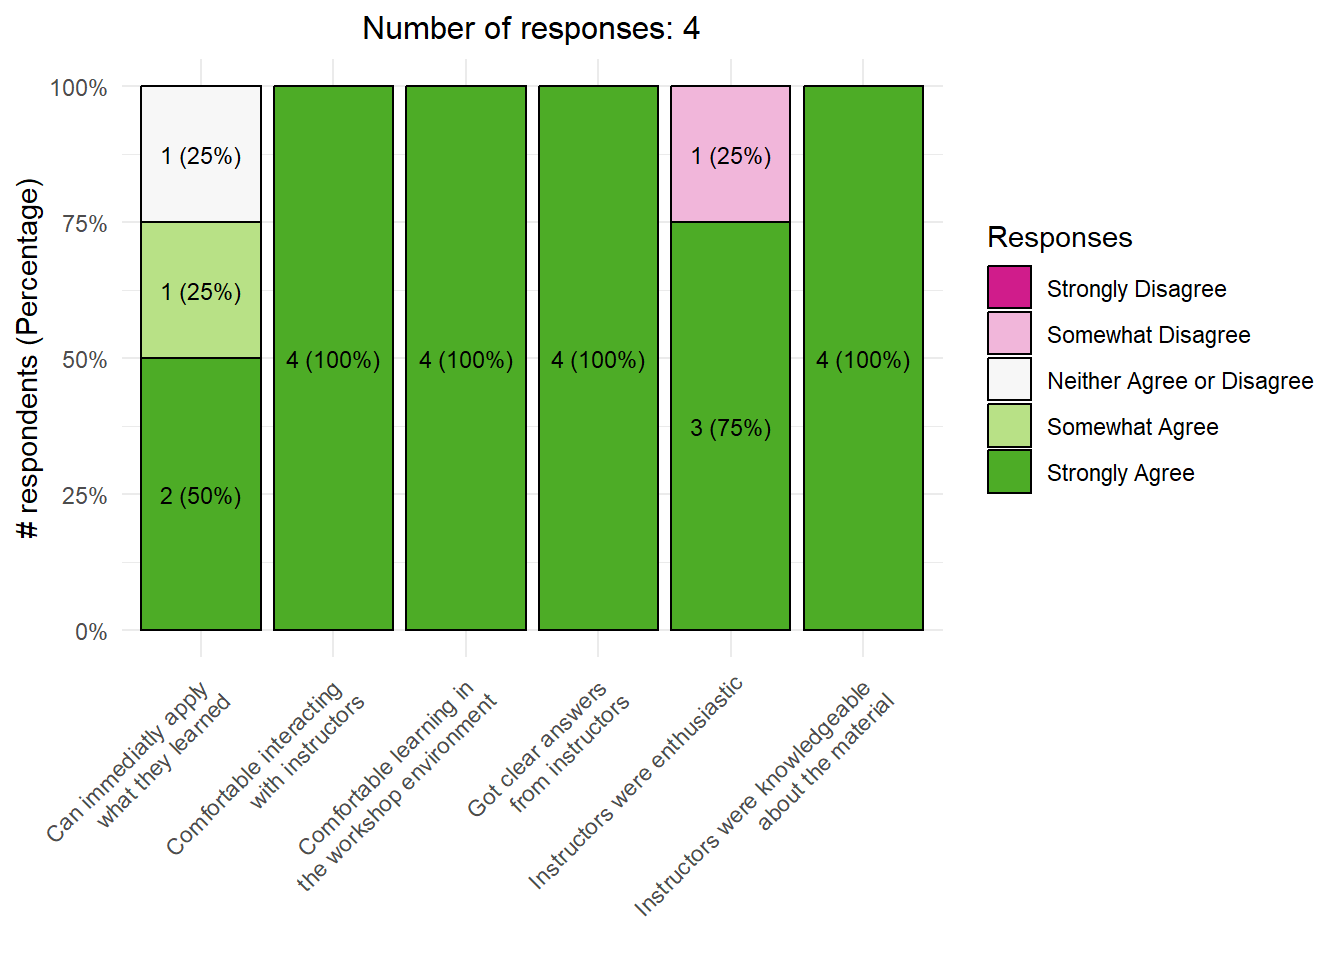 Number of responses: 4
# respondents (Percentage)
100%
75%
50%
25%
0%
1 (25%)
1 (25%)
2 (50%)
4 (100%)
4 (100%)
4 (100%)
1 (25%)
3 (75%)
4 (100%)
Can immediatly apply
what they learned
Comfortable interacting
with instructors
Comfortable learning in
the workshop environment
Got clear answers
from instructors
Instructors were enthusiastic
Instructors were knowledgeable
about the material
Responses
Strongly Disagree
Somewhat Disagree
Neither Agree or Disagree
Somewhat Agree
Strongly Agree